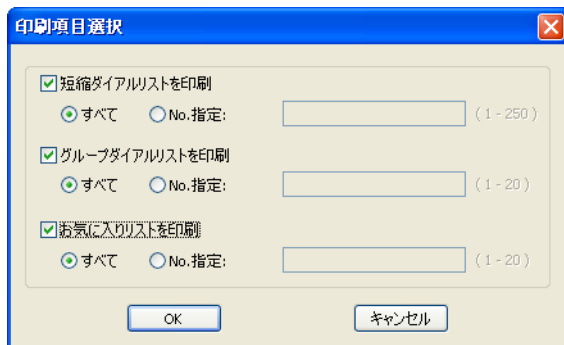 印刷項目選択
短縮ダイアルリストを印刷
すべて No.指定: (1-250)
グループダイアルリストを印刷
すべて No.指定: (1-20)
お気に入りリストを印刷
すべて No.指定: (1-20)
OK キャンセル